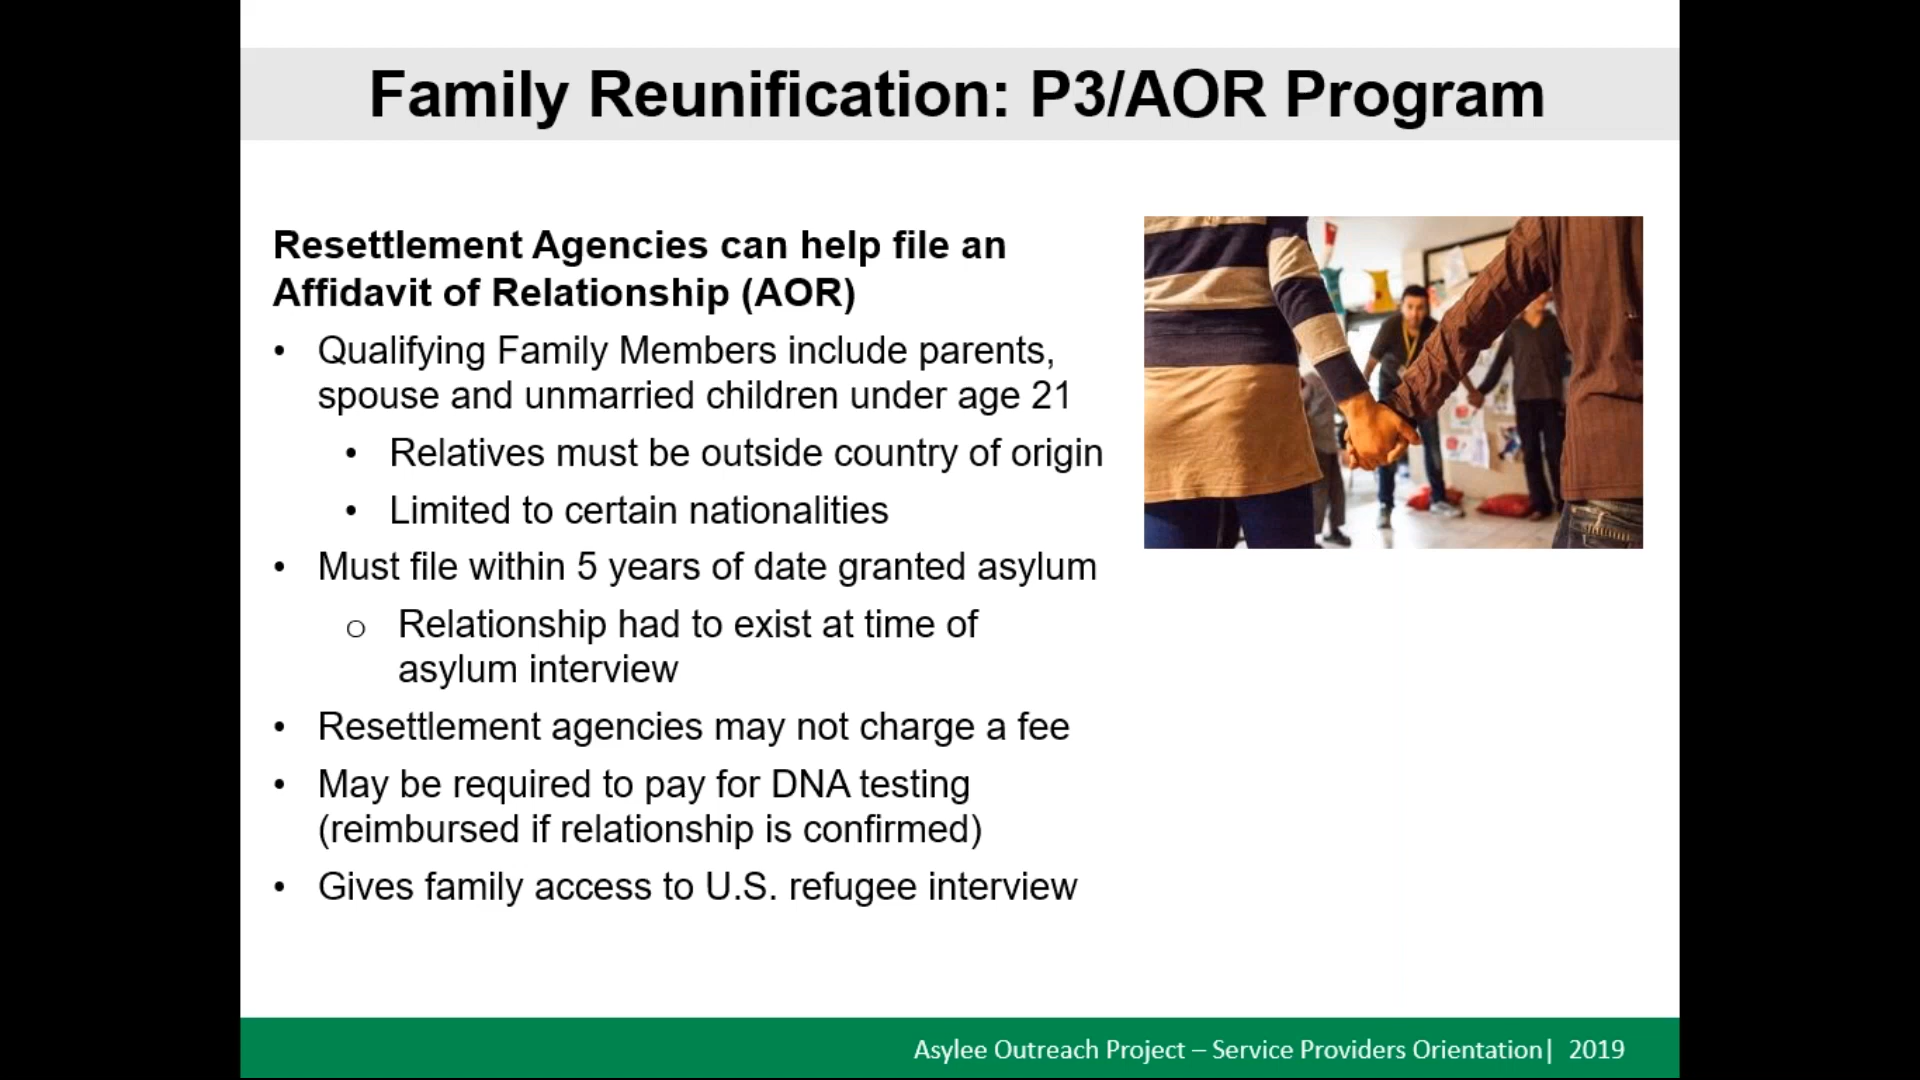 Family Reunification: P3/AOR Program
Resettlement Agencies can help file an
Affidavit of Relationship (AOR)
• Qualifying Family Members include parents,
spouse and unmarried children under age 21
• Relatives must be outside country of origin
• Limited to certain nationalities
• Must file within 5 years of date granted asylum
o Relationship had to exist at time of
asylum interview
• Resettlement agencies may not charge a fee
• May be required to pay for DNA testing
(reimbursed if relationship is confirmed)
• Gives family access to U.S. refugee interview
Asylee Outreach Project – Service Providers Orientation| 2019